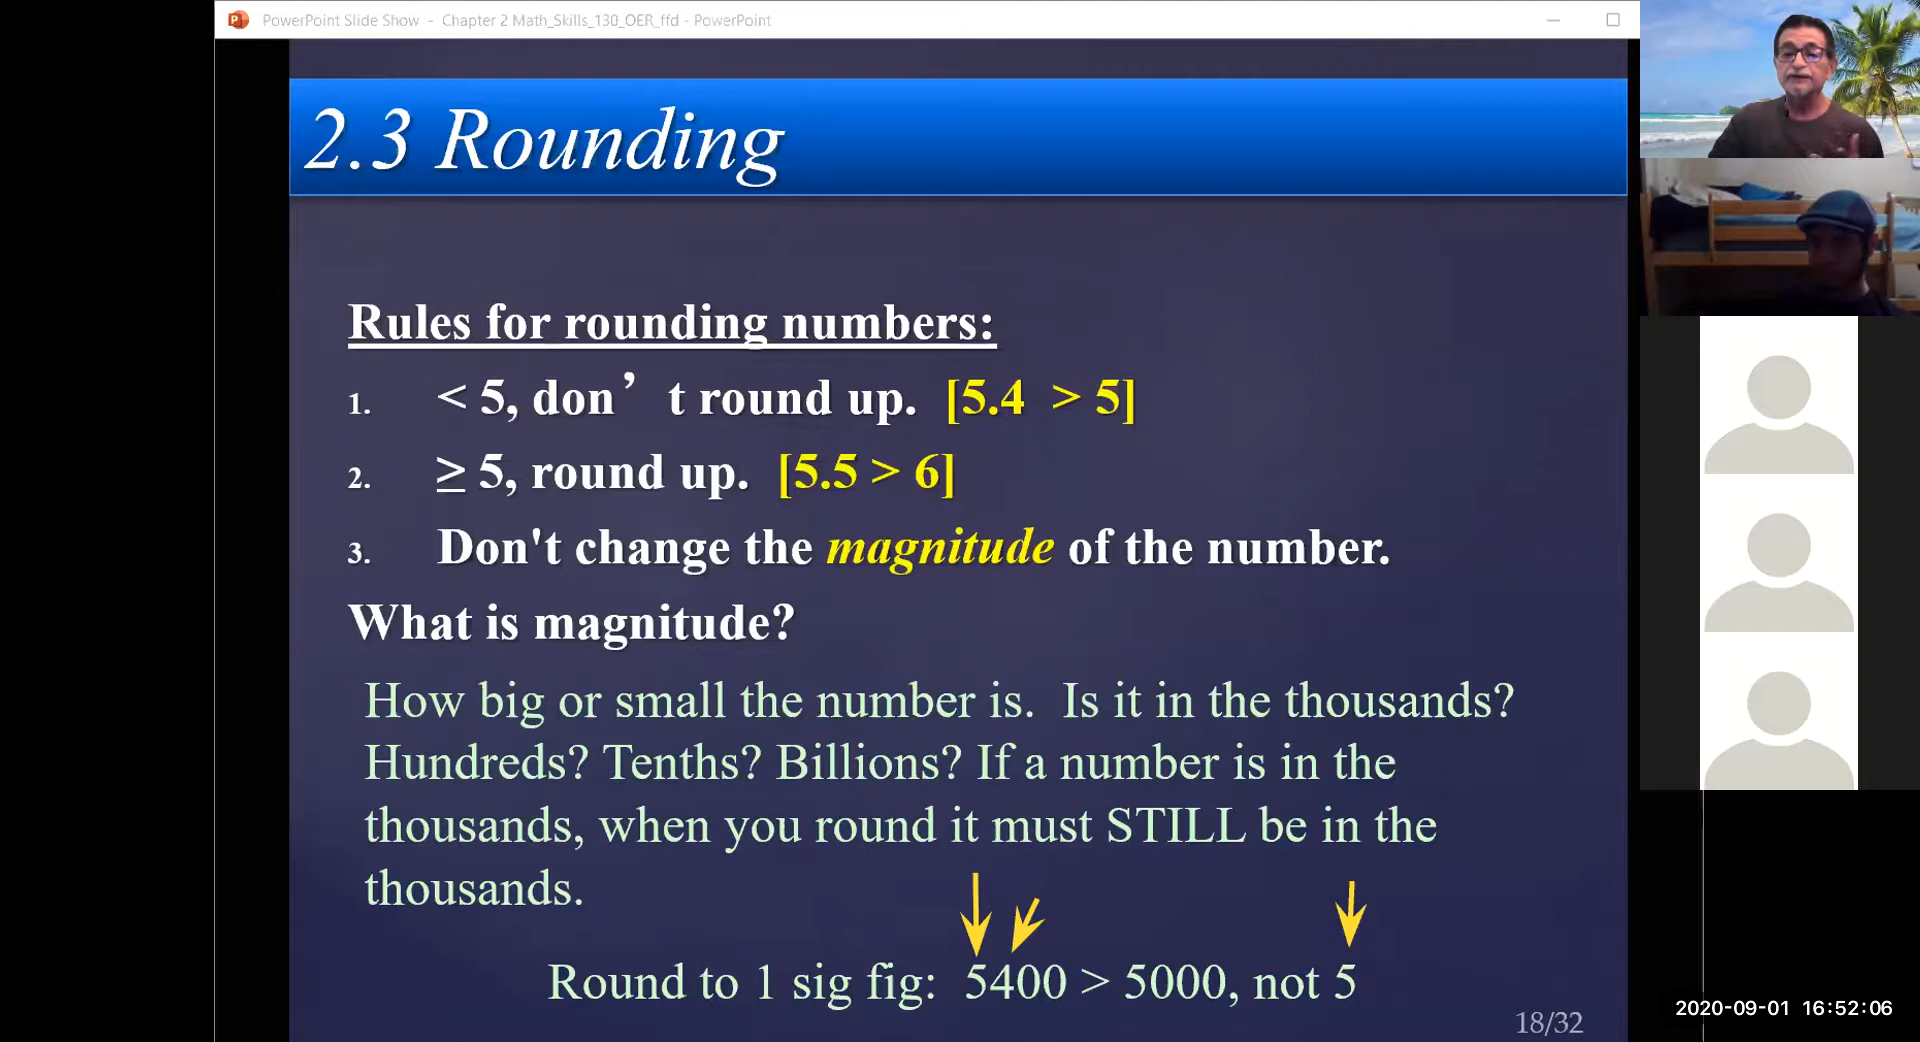 PowerPoint Slide Show - Chapter 2 Math_Skills_130_OER_ffd - PowerPoint
2.3 Rounding
Rules for rounding numbers:
1. < 5, don’t round up. [5.4 > 5]
2. ≥ 5, round up. [5.5 > 6]
3. Don't change the magnitude of the number.
What is magnitude?
How big or small the number is. Is it in the thousands?
Hundreds? Tenths? Billions? If a number is in the
thousands, when you round it must STILL be in the
thousands.
Round to 1 sig fig: 5400 > 5000, not 5
18/32
2020-09-01 16:52:06